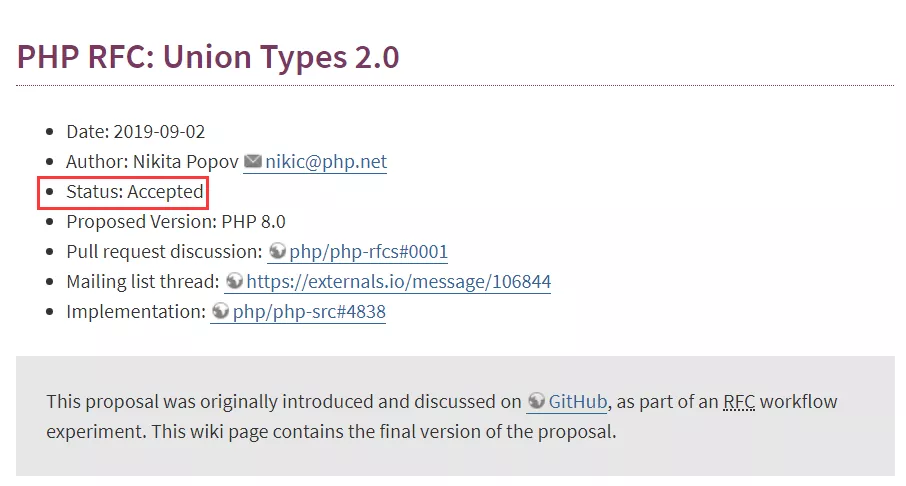 PHP RFC: Union Types 2.0
Date: 2019-09-02
Author: Nikita Popov nikic@php.net
Status: Accepted
Proposed Version: PHP 8.0
Pull request discussion: php/php-rfcs#0001
Mailing list thread: https://externals.io/message/106844
Implementation: php/php-src#4838
This proposal was originally introduced and discussed on GitHub, as part of an RFC workflow
experiment. This wiki page contains the final version of the proposal.